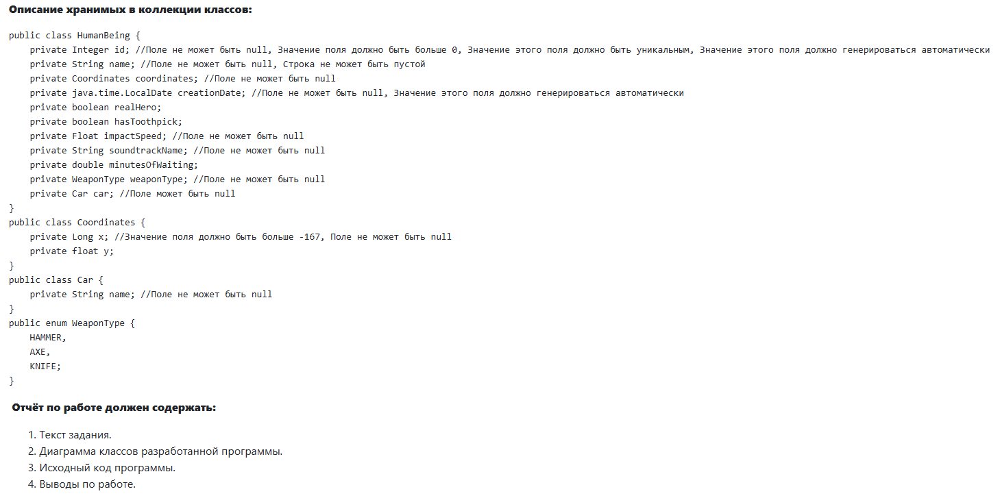 Описание хранимых в коллекции классов:
public class HumanBeing {
    private Integer id; //Поле не может быть null, Значение поля должно быть больше 0, Значение этого поля должно быть уникальным, Значение этого поля должно генерироваться автоматически
    private String name; //Поле не может быть null, Строка не может быть пустой
    private Coordinates coordinates; //Поле не может быть null
    private java.time.LocalDate creationDate; //Поле не может быть null, Значение этого поля должно генерироваться автоматически
    private boolean realHero;
    private boolean hasToothpick;
    private Float impactSpeed; //Поле не может быть null
    private String soundtrackName; //Поле не может быть null
    private double minutesOfWaiting;
    private WeaponType weaponType; //Поле не может быть null
    private Car car; //Поле может быть null
}
public class Coordinates {
    private Long x; //Значение поля должно быть больше -167, Поле не может быть null
    private float y;
}
public class Car {
    private String name; //Поле не может быть null
}
public enum WeaponType {
    HAMMER,
    AXE,
    KNIFE;
}
Отчёт по работе должен содержать:
1. Текст задания.
2. Диаграмма классов разработанной программы.
3. Исходный код программы.
4. Выводы по работе.